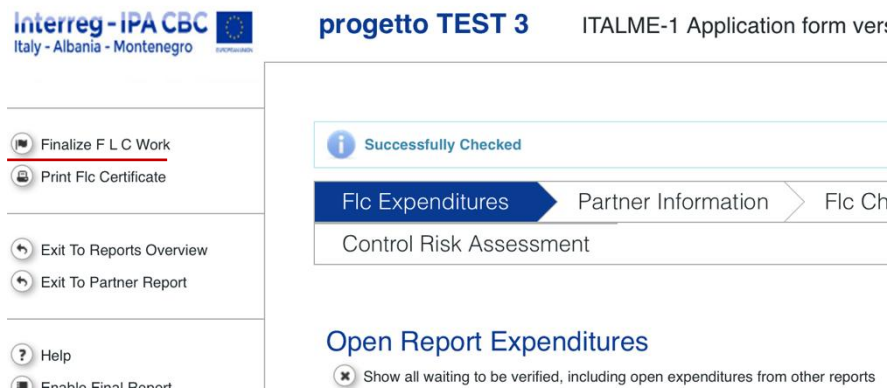 Interreg - IPA CBC
Italy - Albania - Montenegro
EUROPEAN UNION
progetto TEST 3
ITALME-1 Application form vers
Finalize F L C Work
Print Flc Certificate
Exit To Reports Overview
Exit To Partner Report
Help
Enable Final Report
Successfully Checked
Flc Expenditures
Partner Information
Flc Ch
Control Risk Assessment
Open Report Expenditures
Show all waiting to be verified, including open expenditures from other reports